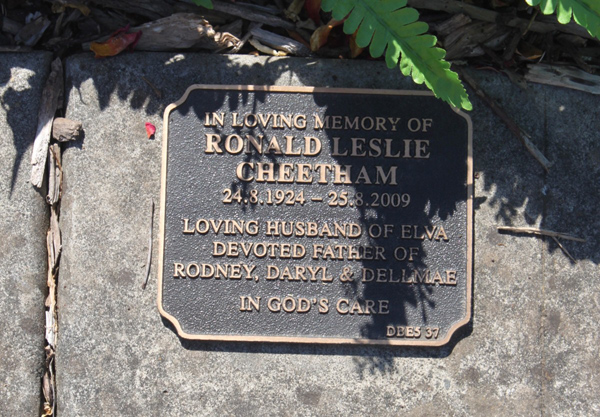 IN LOVING MEMORY OF
RONALD LESLIE
CHEETHAM
24.8.1924 – 25.8.2009
LOVING HUSBAND OF ELVA
DEVOTED FATHER OF
RODNEY, DARYL & DELLMAE
IN GOD"S CARE
DBES 37